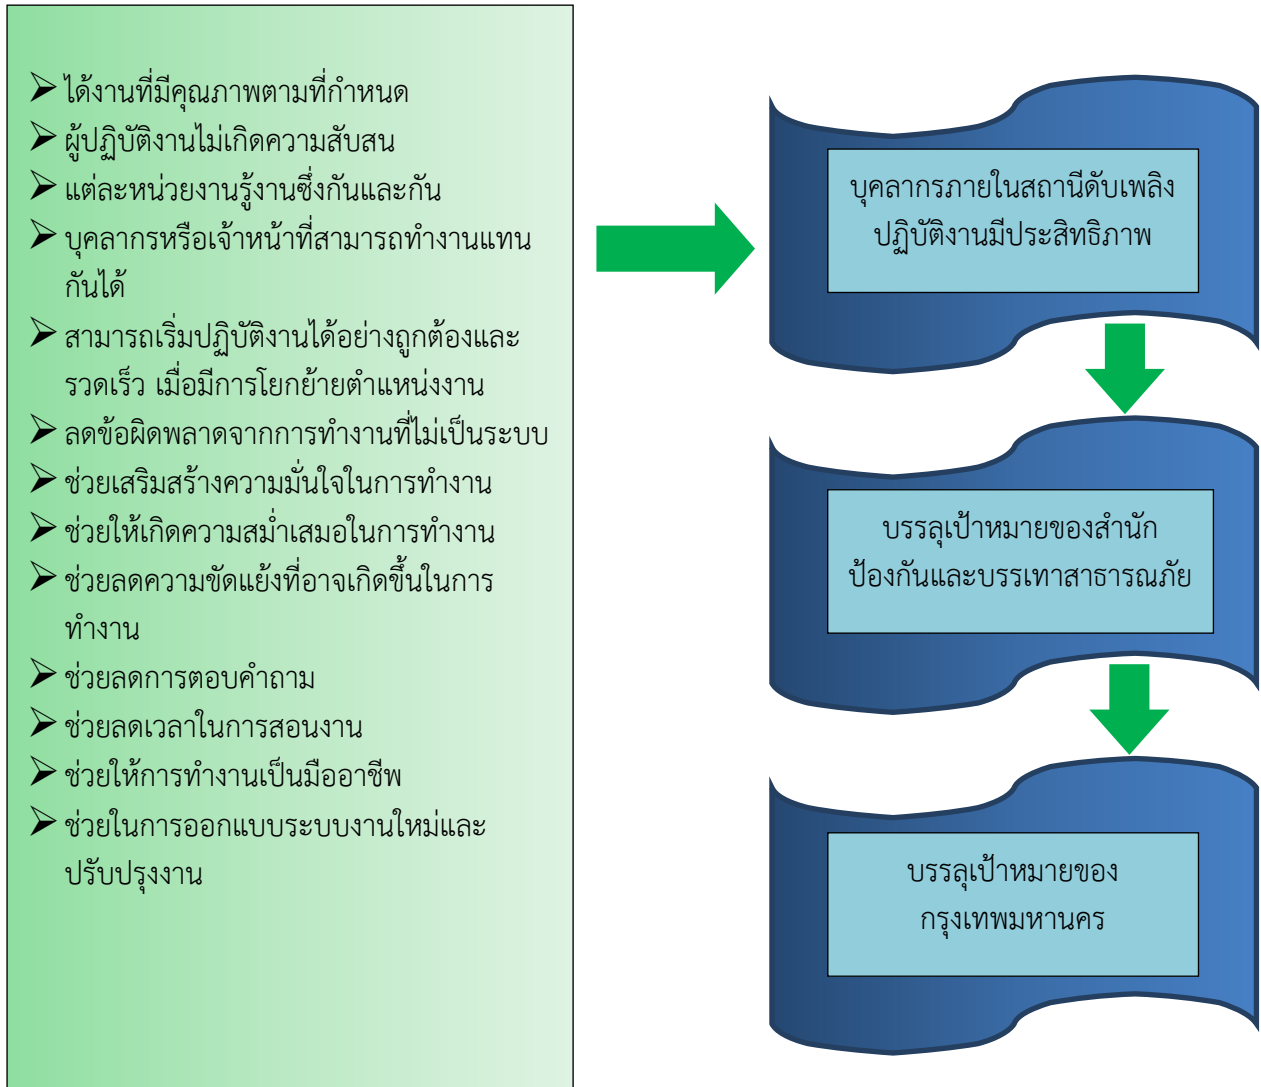 ➢ ได้งานที่มีคุณภาพตามที่กำหนด
➢ ผู้ปฏิบัติงานไม่เกิดความสับสน
➢ แต่ละหน่วยงานรู้งานซึ่งกันและกัน
➢ บุคลากรหรือเจ้าหน้าที่สามารถทำงานแทน
กันได้
➢ สามารถเริ่มปฏิบัติงานได้อย่างถูกต้องและ
รวดเร็ว เมื่อมีการโยกย้ายตำแหน่งงาน
➢ ลดข้อผิดพลาดจากการทำงานที่ไม่เป็นระบบ
➢ ช่วยเสริมสร้างความมั่นใจในการทำงาน
➢ ช่วยให้เกิดความสม่ำเสมอในการทำงาน
➢ ช่วยลดความขัดแย้งที่อาจเกิดขึ้นในการ
ทำงาน
➢ ช่วยลดการตอบคำถาม
➢ ช่วยลดเวลาในการสอนงาน
➢ ช่วยให้การทำงานเป็นมืออาชีพ
➢ ช่วยในการออกแบบระบบงานใหม่และ
ปรับปรุงงาน
บุคลากรภายในสถานีดับเพลิง
ปฏิบัติงานมีประสิทธิภาพ
บรรลุเป้าหมายของสำนัก
ป้องกันและบรรเทาสาธารณภัย
บรรลุเป้าหมายของ
กรุงเทพมหานคร